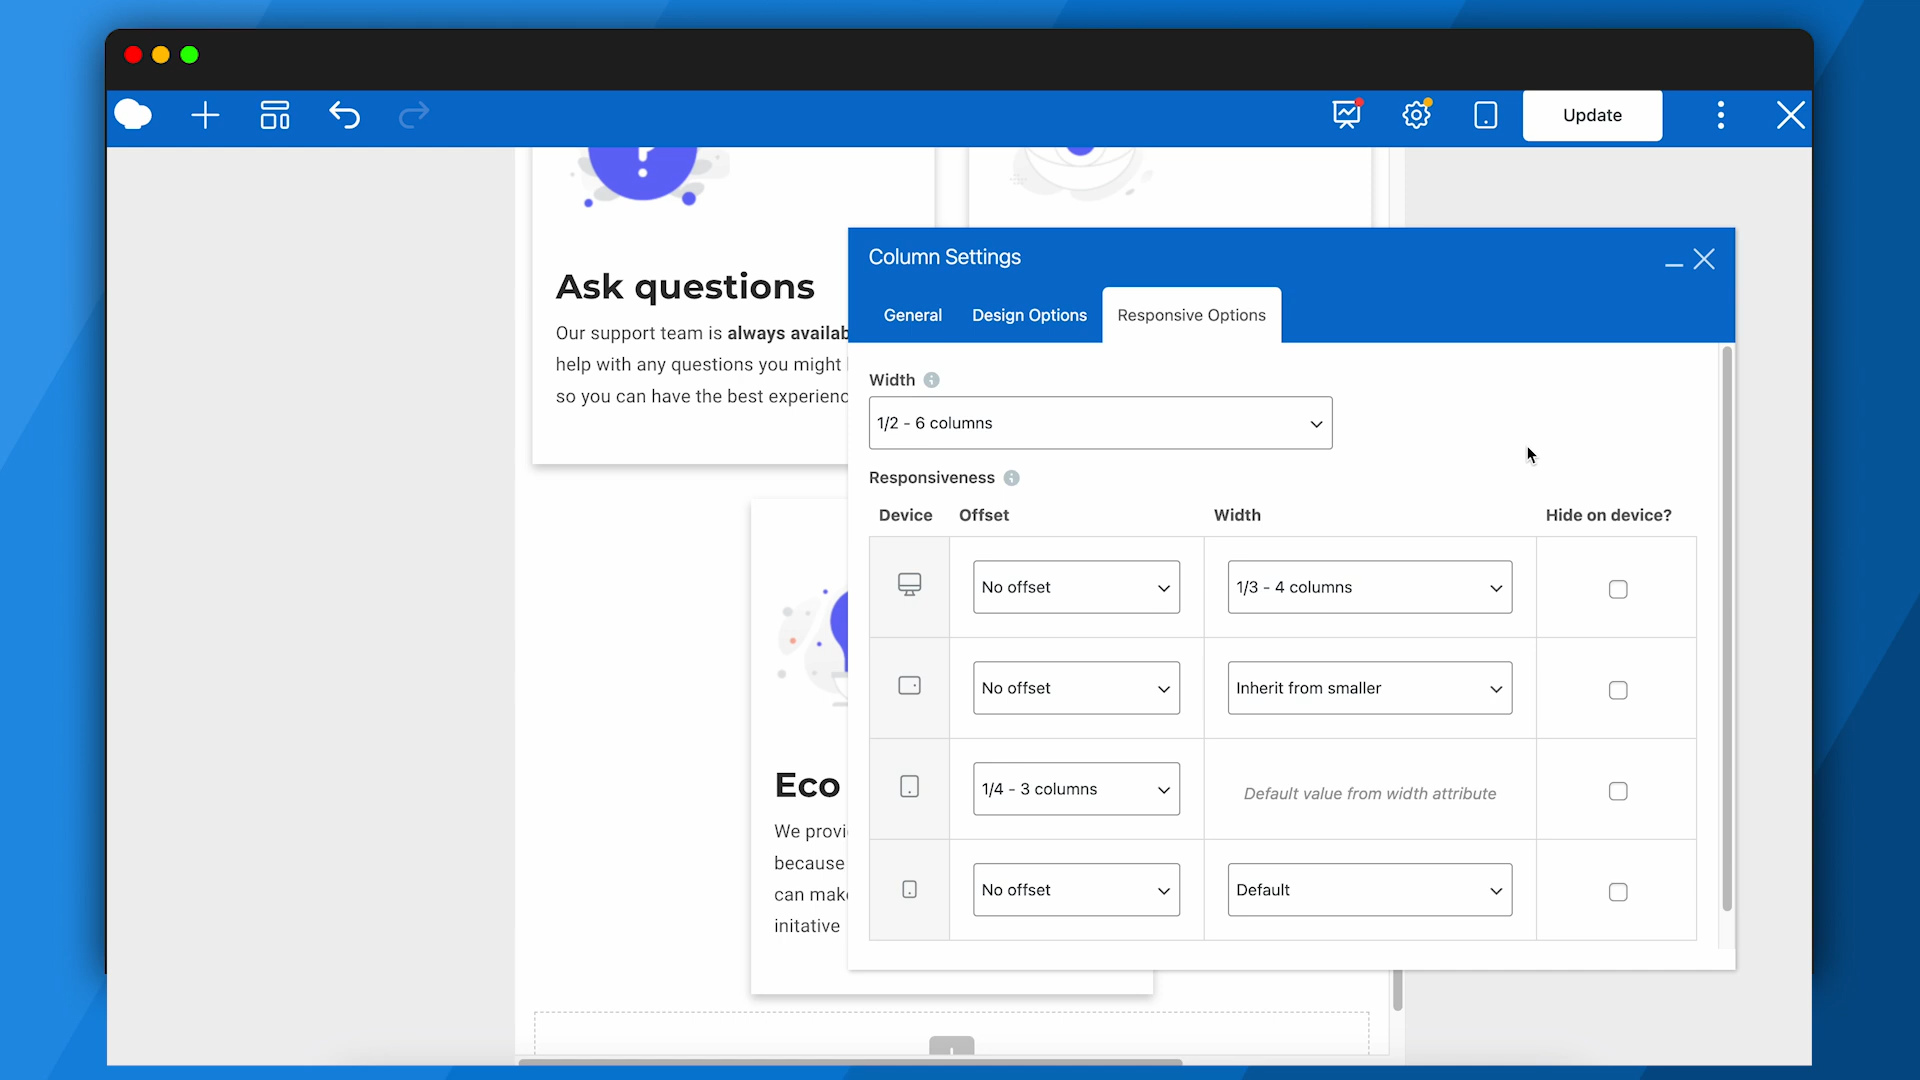 Update
Ask questions
Our support team is always availab
help with any questions you might
so you can have the best experienc
Column Settings
General
Design Options
Responsive Options
Width
1/2 - 6 columns
Responsiveness
Device Offset Width Hide on device?
No offset 1/3 - 4 columns
No offset Inherit from smaller
1/4 - 3 columns Default value from width attribute
No offset Default
Eco
We provi
because
can make
initative